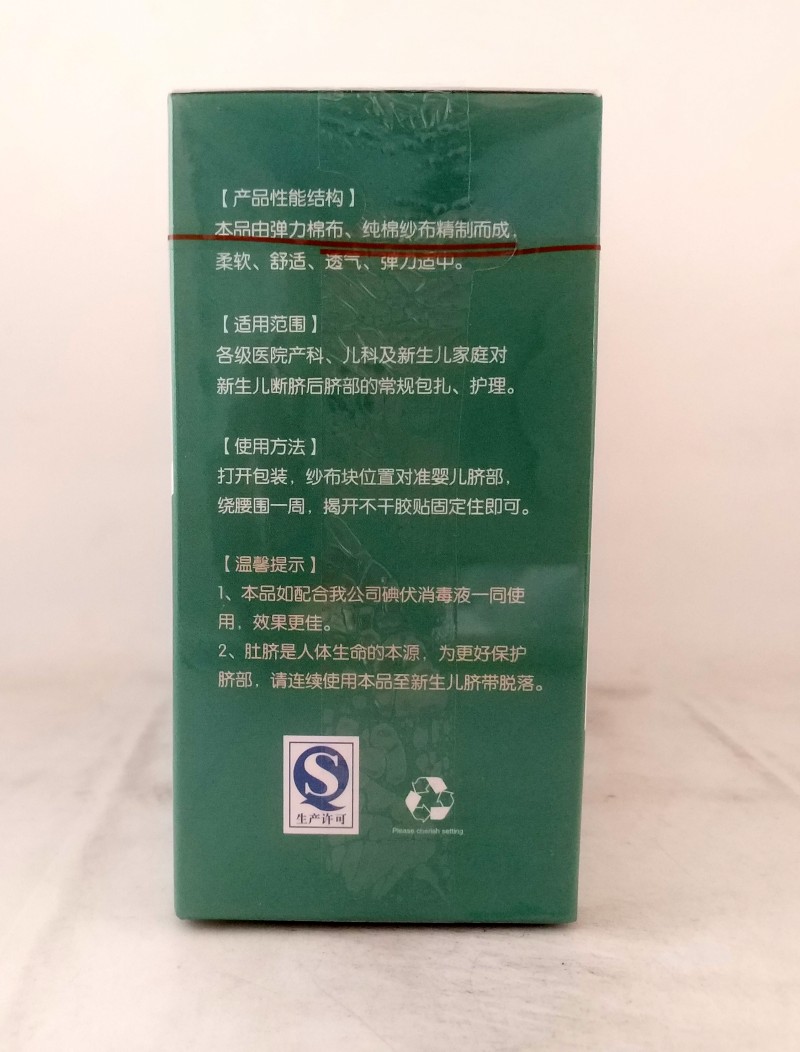 【产品性能结构】
本品由弹力棉布、纯棉纱布精制而成，
柔软、舒适、透气、弹力适中。
【适用范围】
各级医院产科、儿科及新生儿家庭对
新生儿断脐后脐部的常规包扎、护理。
【使用方法】
打开包装，纱布块位置对准婴儿脐部，
绕腰围一周，揭开不干胶贴固定住即可。
【温馨提示】
1、本品如配合我公司碘伏消毒液一同使
用，效果更佳。
2、肚脐是人体生命的本源，为更好保护
脐部，请连续使用本品至新生儿脐带脱落。
生产许可
Please cherish setting